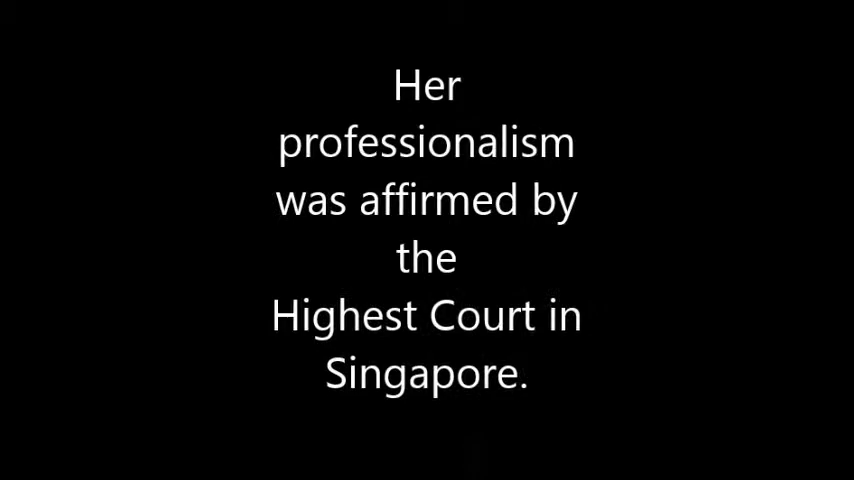 Her
professionalism
was affirmed by
the
Highest Court in
Singapore.